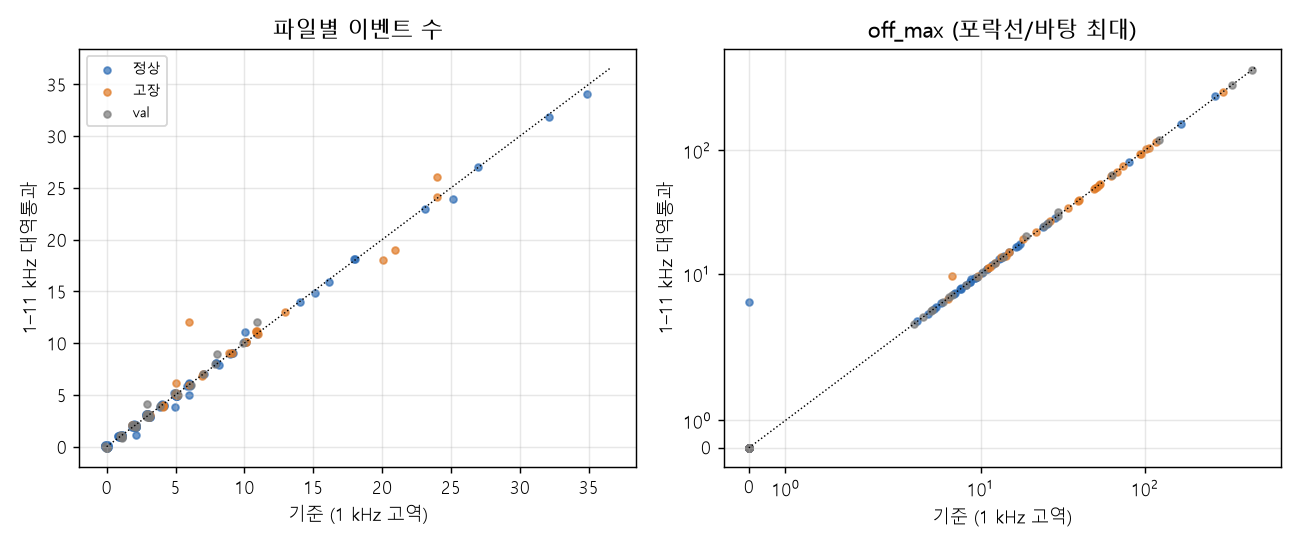 파일별 이벤트 수
정상
고장
val
1–11 kHz 대역통과
35
30
25
20
15
10
5
0
0 5 10 15 20 25 30 35
기준 (1 kHz 고역)
off_max (포락선/바탕 최대)
1–11 kHz 대역통과
10²
10¹
10⁰
0
0 10⁰ 10¹ 10²
기준 (1 kHz 고역)